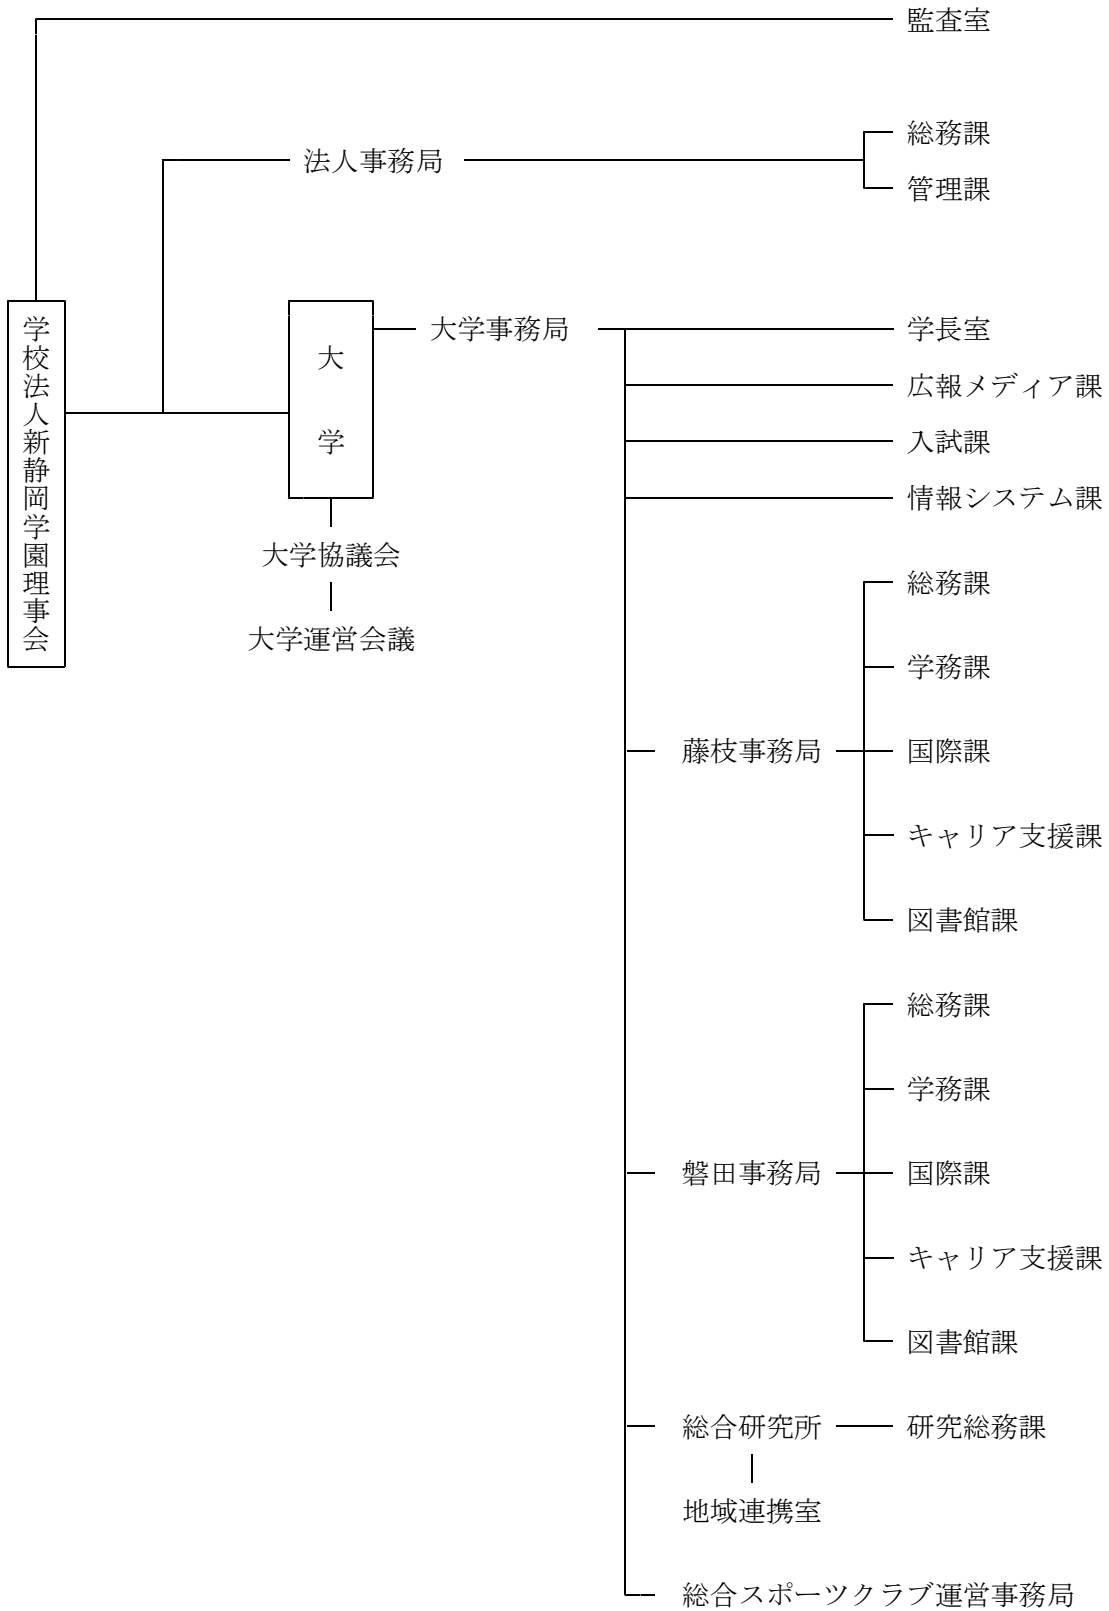 監査室
総務課
法人事務局
管理課
学校法人新静岡学園理事会
大学
大学事務局
学長室
広報メディア課
入試課
情報システム課
大学協議会
大学運営会議
総務課
学務課
藤枝事務局
国際課
キャリア支援課
図書館課
総務課
学務課
磐田事務局
国際課
キャリア支援課
図書館課
総合研究所
研究総務課
地域連携室
総合スポーツクラブ運営事務局